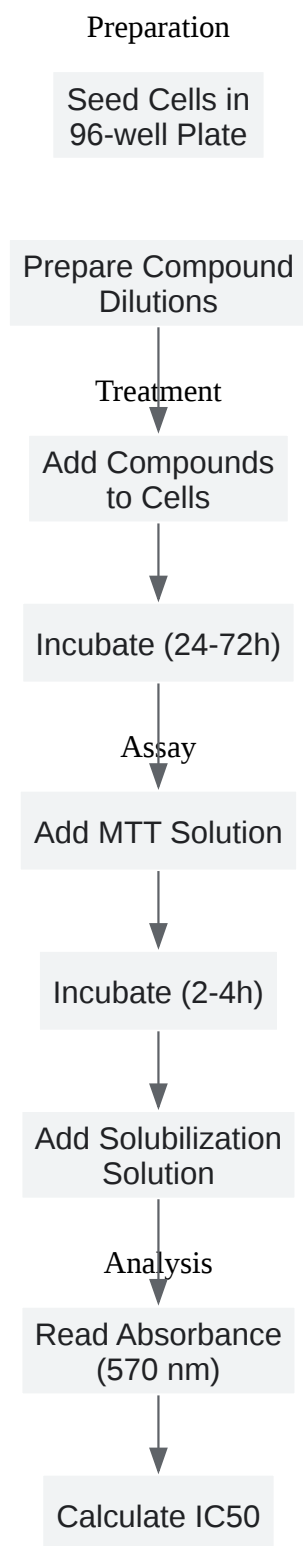 Preparation
Seed Cells in
96-well Plate
Prepare Compound
Dilutions
Treatment
Add Compounds
to Cells
Incubate (24-72h)
Assay
Add MTT Solution
Incubate (2-4h)
Add Solubilization
Solution
Analysis
Read Absorbance
(570 nm)
Calculate IC50